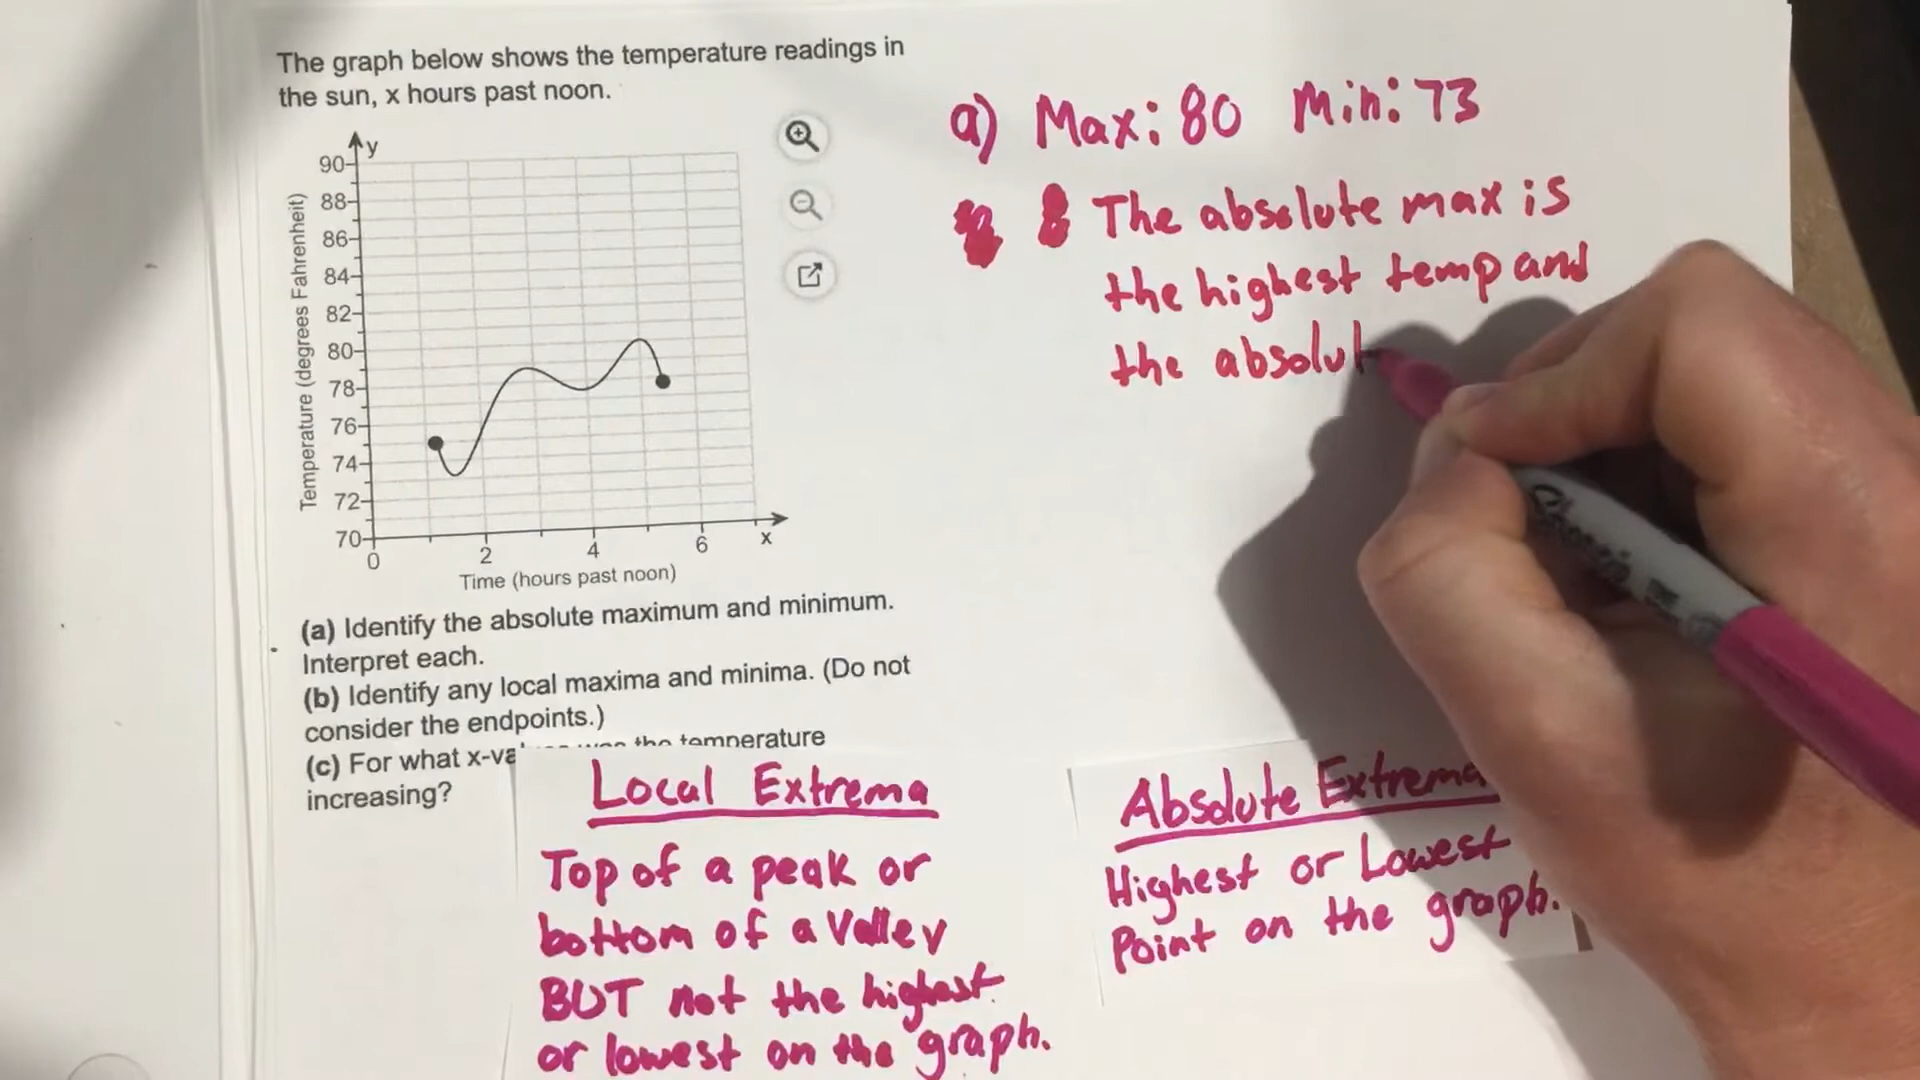 The graph below shows the temperature readings in
the sun, x hours past noon.
y
90
88
86
84
82
80
78
76
74
72
70
0
2
4
6
x
Temperature (degrees Fahrenheit)
Time (hours past noon)
(a) Identify the absolute maximum and minimum.
Interpret each.
(b) Identify any local maxima and minima. (Do not
consider the endpoints.)
(c) For what x-va the temperature
increasing?
a) Max: 80 Min: 73
The absolute max is
the highest temp and
the absolut
Sharpie
Local Extrema
Top of a peak or
bottom of a valley
BUT not the highest
or lowest on the graph.
Absolute Extrema
Highest or Lowest
Point on the graph.